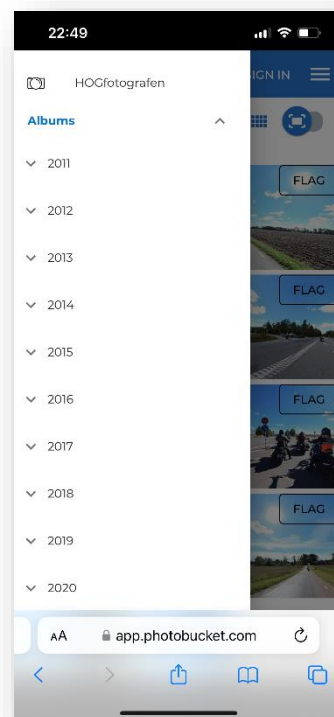 22:49
HOGfotografen
SIGN IN
Albums
2011
FLAG
2012
2013
FLAG
2014
2015
2016
FLAG
2017
2018
FLAG
2019
2020
AA
app.photobucket.com